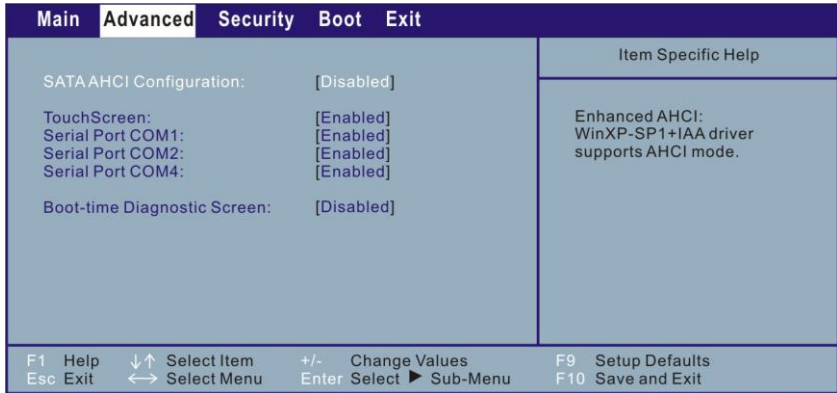 Main Advanced Security Boot Exit
Item Specific Help
SATA AHCI Configuration: [Disabled]
TouchScreen: [Enabled]
Serial Port COM1: [Enabled]
Serial Port COM2: [Enabled]
Serial Port COM4: [Enabled]
Boot-time Diagnostic Screen: [Disabled]
Enhanced AHCI:
WinXP-SP1+IAA driver
supports AHCI mode.
F1 Help ↓↑ Select Item +/- Change Values F9 Setup Defaults
Esc Exit ↔ Select Menu Enter Select ▶ Sub-Menu F10 Save and Exit